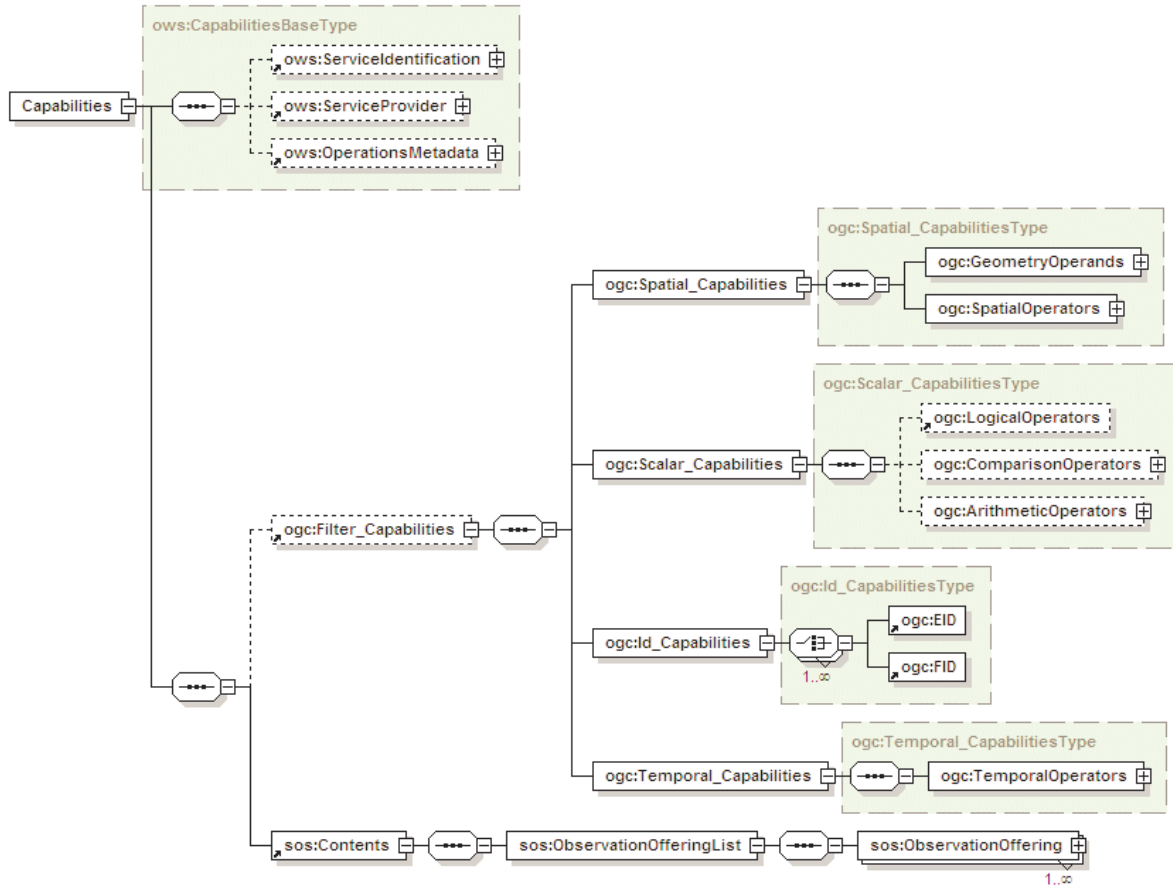 ows:CapabilitiesBaseType
ows:ServiceIdentification
Capabilities
ows:ServiceProvider
ows:OperationsMetadata
ogc:Spatial_CapabilitiesType
ogc:GeometryOperands
ogc:Spatial_Capabilities
ogc:SpatialOperators
ogc:Scalar_CapabilitiesType
ogc:LogicalOperators
ogc:Scalar_Capabilities
ogc:ComparisonOperators
ogc:ArithmeticOperators
ogc:Filter_Capabilities
ogc:Id_CapabilitiesType
ogc:EID
ogc:Id_Capabilities
ogc:FID
1..∞
ogc:Temporal_CapabilitiesType
ogc:Temporal_Capabilities
ogc:TemporalOperators
sos:Contents
sos:ObservationOfferingList
sos:ObservationOffering
1..∞